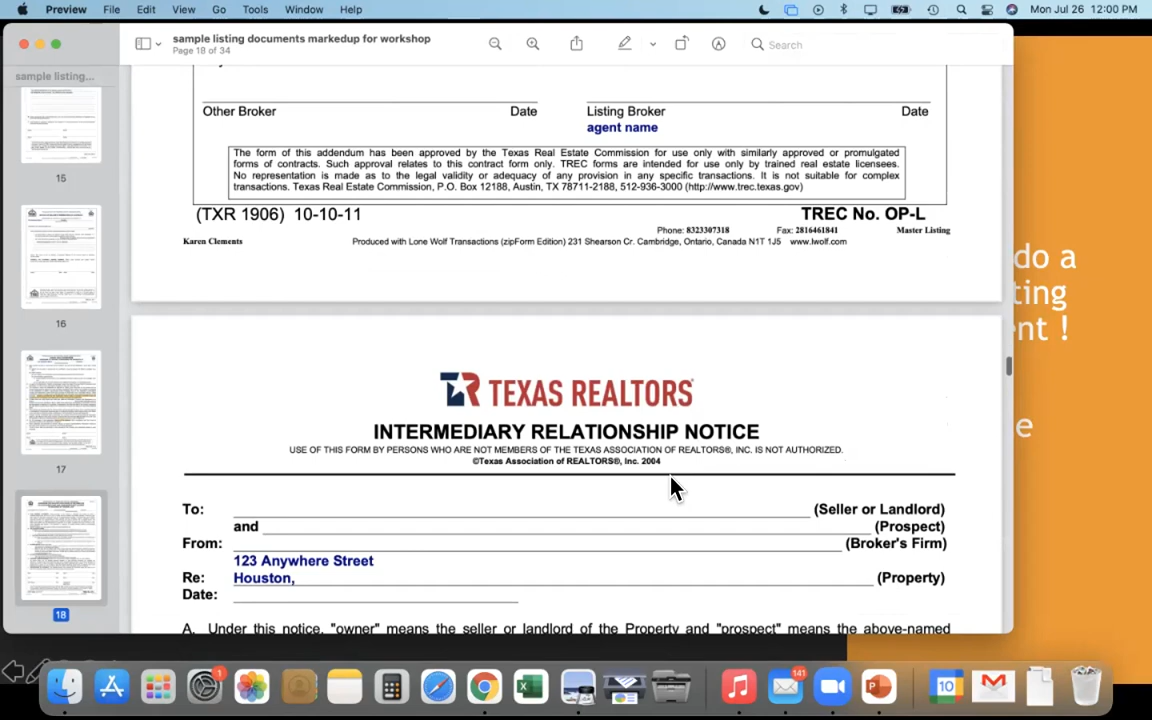 Preview File Edit View Go Tools Window Help Mon Jul 26 12:00 PM
sample listing documents markedup for workshop
Page 18 of 34
Search
sample listing...
15
16
17
18
Other Broker Date Listing Broker Date
agent name
The form of this addendum has been approved by the Texas Real Estate Commission for use only with similarly approved or promulgated
forms of contracts. Such approval relates to this contract form only. TREC forms are intended for use only by trained real estate licensees.
No representation is made as to the legal validity or adequacy of any provision in any specific transactions. It is not suitable for complex
transactions. Texas Real Estate Commission, P.O. Box 12188, Austin, TX 78711-2188, 512-936-3000 (http://www.trec.texas.gov)
(TXR 1906) 10-10-11 TREC No. OP-L
Phone: 8323307318 Fax: 2816461841 Master Listing
Karen Clements Produced with Lone Wolf Transactions (zipForm Edition) 231 Shearson Cr. Cambridge, Ontario, Canada N1T 1J5 www.lwolf.com
TEXAS REALTORS
INTERMEDIARY RELATIONSHIP NOTICE
USE OF THIS FORM BY PERSONS WHO ARE NOT MEMBERS OF THE TEXAS ASSOCIATION OF REALTORS®, INC. IS NOT AUTHORIZED.
©Texas Association of REALTORS®, Inc. 2004
To: (Seller or Landlord)
and (Prospect)
From: (Broker's Firm)
123 Anywhere Street
Re: Houston, (Property)
Date:
A. Under this notice, "owner" means the seller or landlord of the Property and "prospect" means the above-named
do a
ting
ent !
e
1
141
10